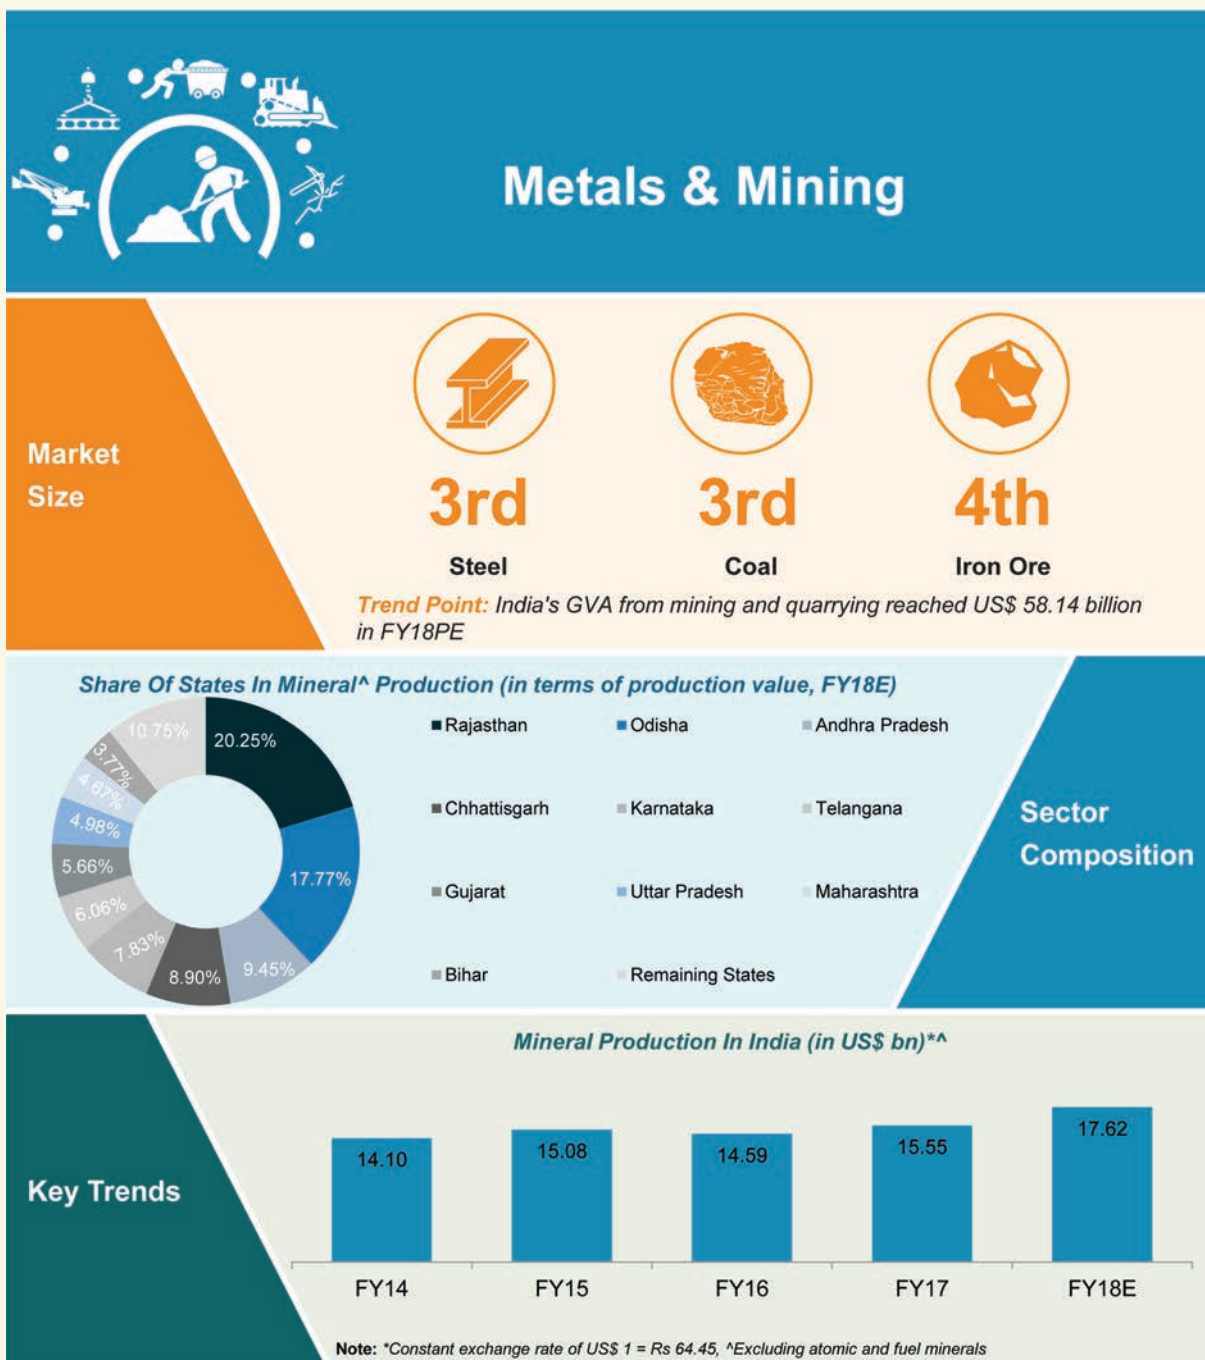 Metals & Mining
Market
Size
3rd
3rd
4th
Steel
Coal
Iron Ore
Trend Point: India's GVA from mining and quarrying reached US$ 58.14 billion
in FY18PE
Share Of States In Mineral^ Production (in terms of production value, FY18E)
20.25%
17.77%
9.45%
8.90%
7.83%
6.06%
5.66%
4.98%
4.67%
3.77%
10.75%
Rajasthan
Odisha
Andhra Pradesh
Chhattisgarh
Karnataka
Telangana
Gujarat
Uttar Pradesh
Maharashtra
Bihar
Remaining States
Sector
Composition
Key Trends
Mineral Production In India (in US$ bn)*^
14.10
15.08
14.59
15.55
17.62
FY14
FY15
FY16
FY17
FY18E
Note: *Constant exchange rate of US$ 1 = Rs 64.45, ^Excluding atomic and fuel minerals